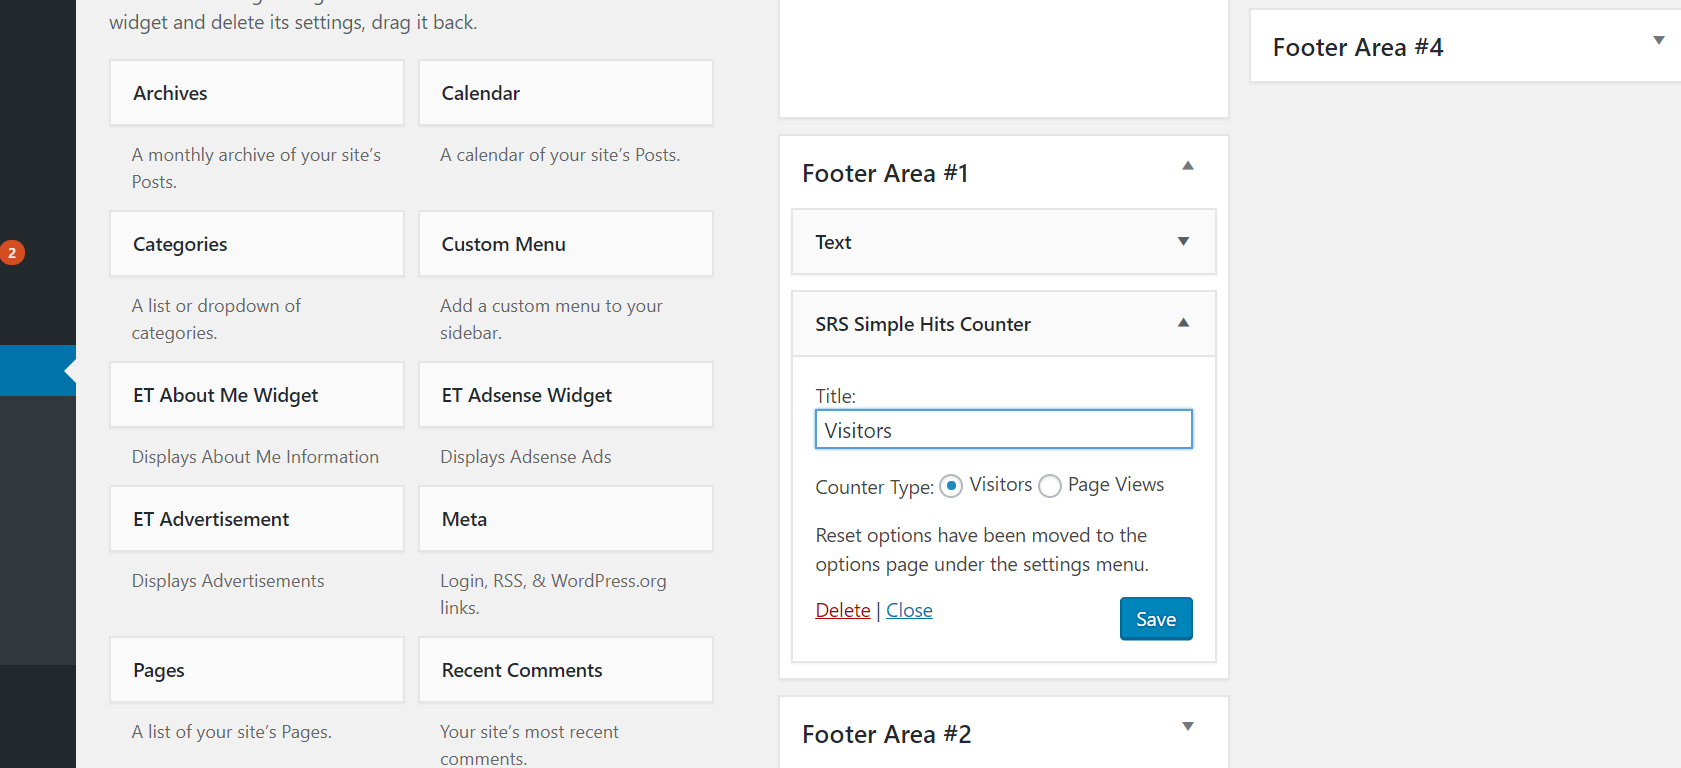 widget and delete its settings, drag it back.
Archives
Calendar
A monthly archive of your site’s
Posts.
A calendar of your site’s Posts.
Categories
Custom Menu
A list or dropdown of
categories.
Add a custom menu to your
sidebar.
ET About Me Widget
ET Adsense Widget
Displays About Me Information
Displays Adsense Ads
ET Advertisement
Meta
Displays Advertisements
Login, RSS, & WordPress.org
links.
Pages
Recent Comments
A list of your site’s Pages.
Your site’s most recent
comments.
2
Footer Area #1
Text
SRS Simple Hits Counter
Title:
Visitors
Counter Type: Visitors Page Views
Reset options have been moved to the
options page under the settings menu.
Delete | Close
Save
Footer Area #2
Footer Area #4